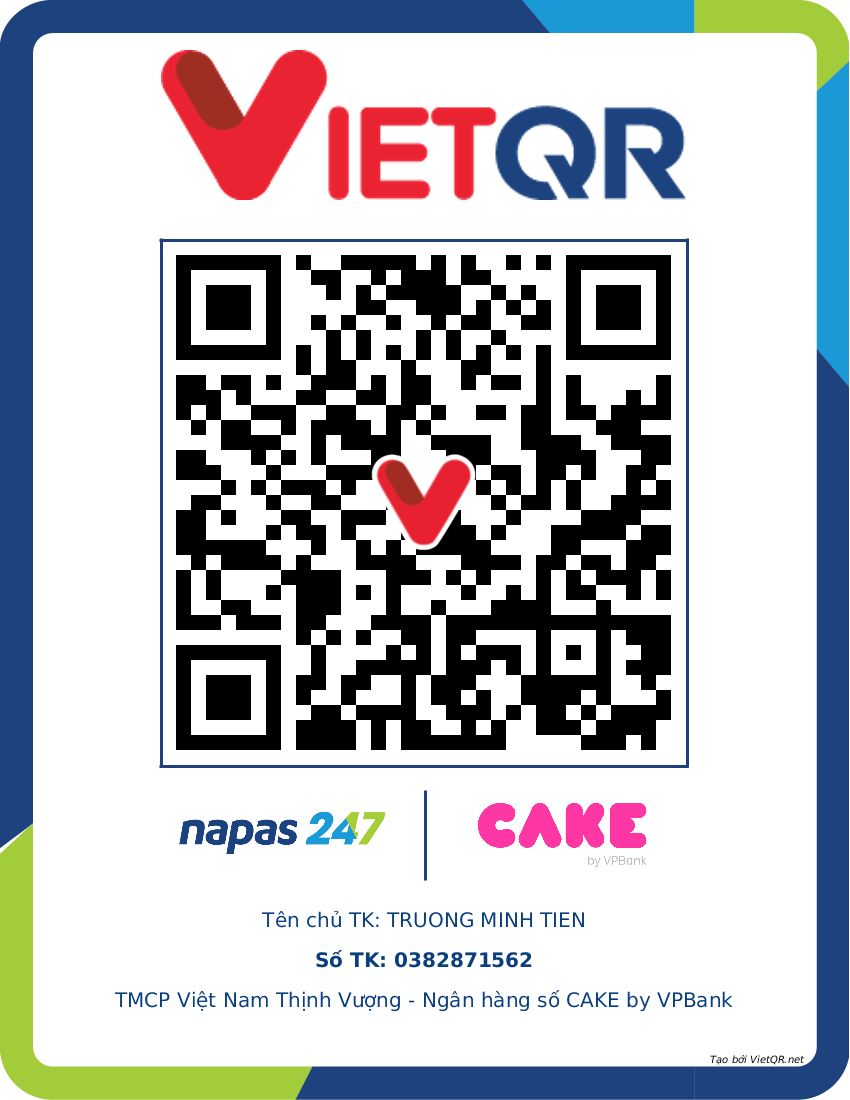 VIETQR
napas 247
CAKE
by VPBank
Tên chủ TK: TRUONG MINH TIEN
Số TK: 0382871562
TMCP Việt Nam Thịnh Vượng - Ngân hàng số CAKE by VPBank
Tạo bởi VietQR.net